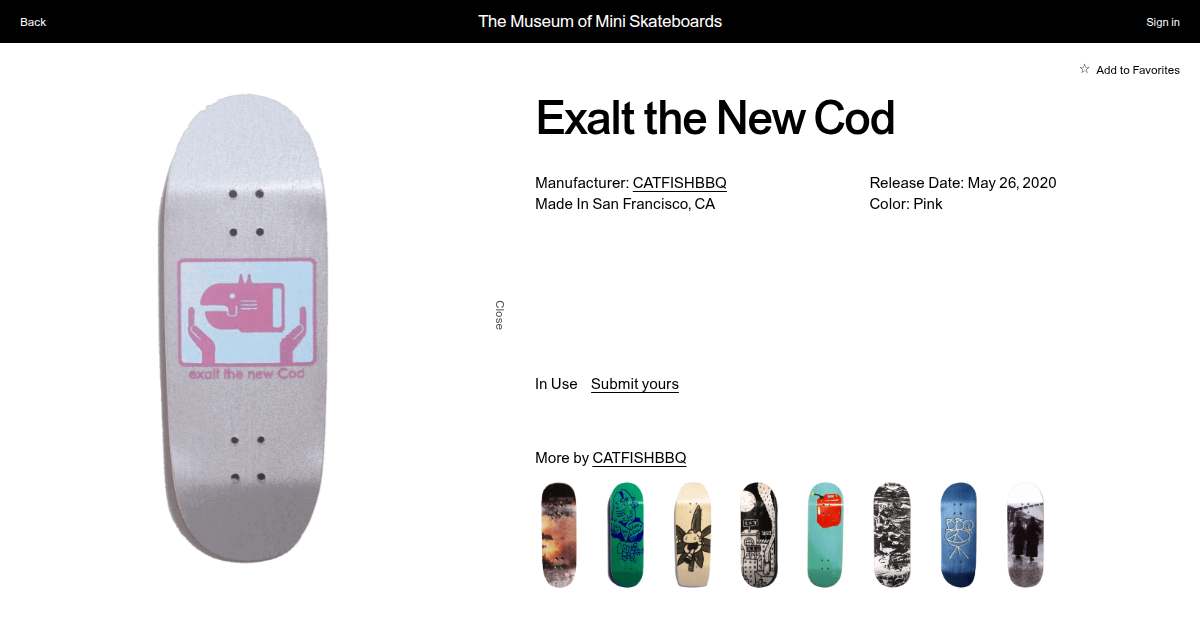 Back
The Museum of Mini Skateboards
Sign in
☆ Add to Favorites
Exalt the New Cod
Manufacturer: CATFISHBBQ
Made In San Francisco, CA
Release Date: May 26, 2020
Color: Pink
exalt the new Cod
Close
In Use Submit yours
More by CATFISHBBQ